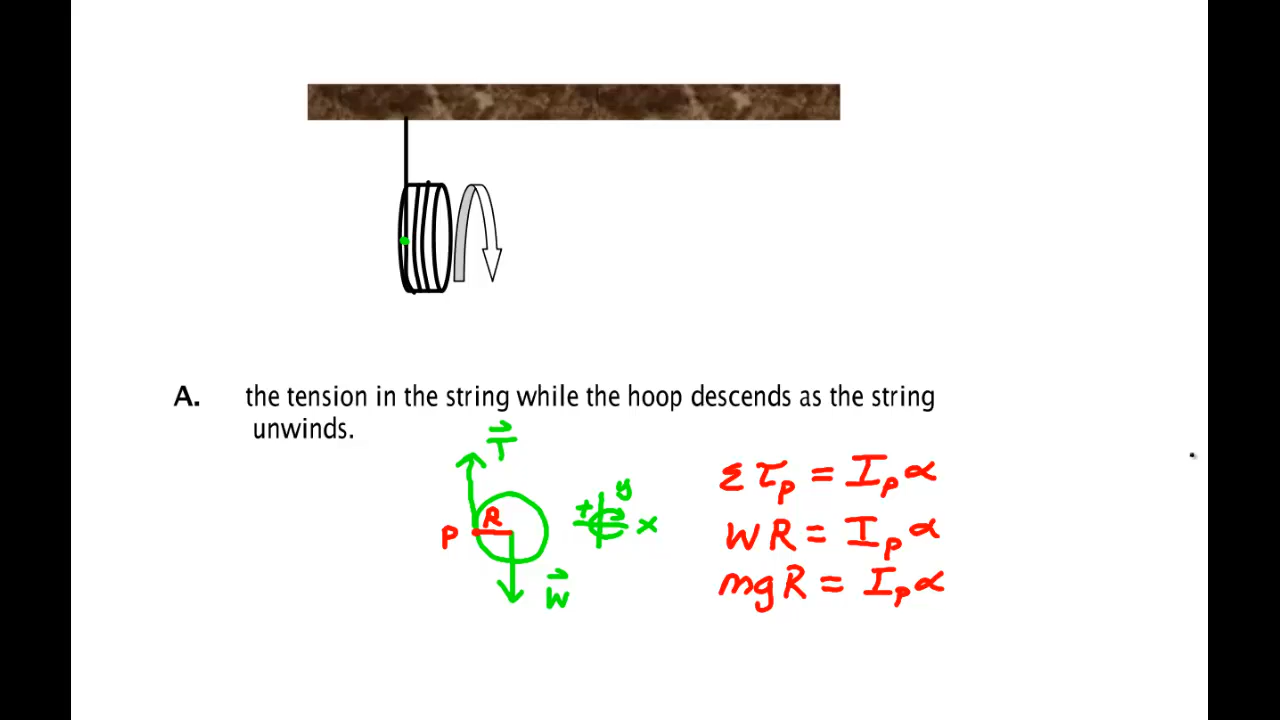 A. the tension in the string while the hoop descends as the string
unwinds.
T⃗
R
P
W⃗
+
y
x
Στₚ = Iₚα
WR = Iₚα
mgR = Iₚα